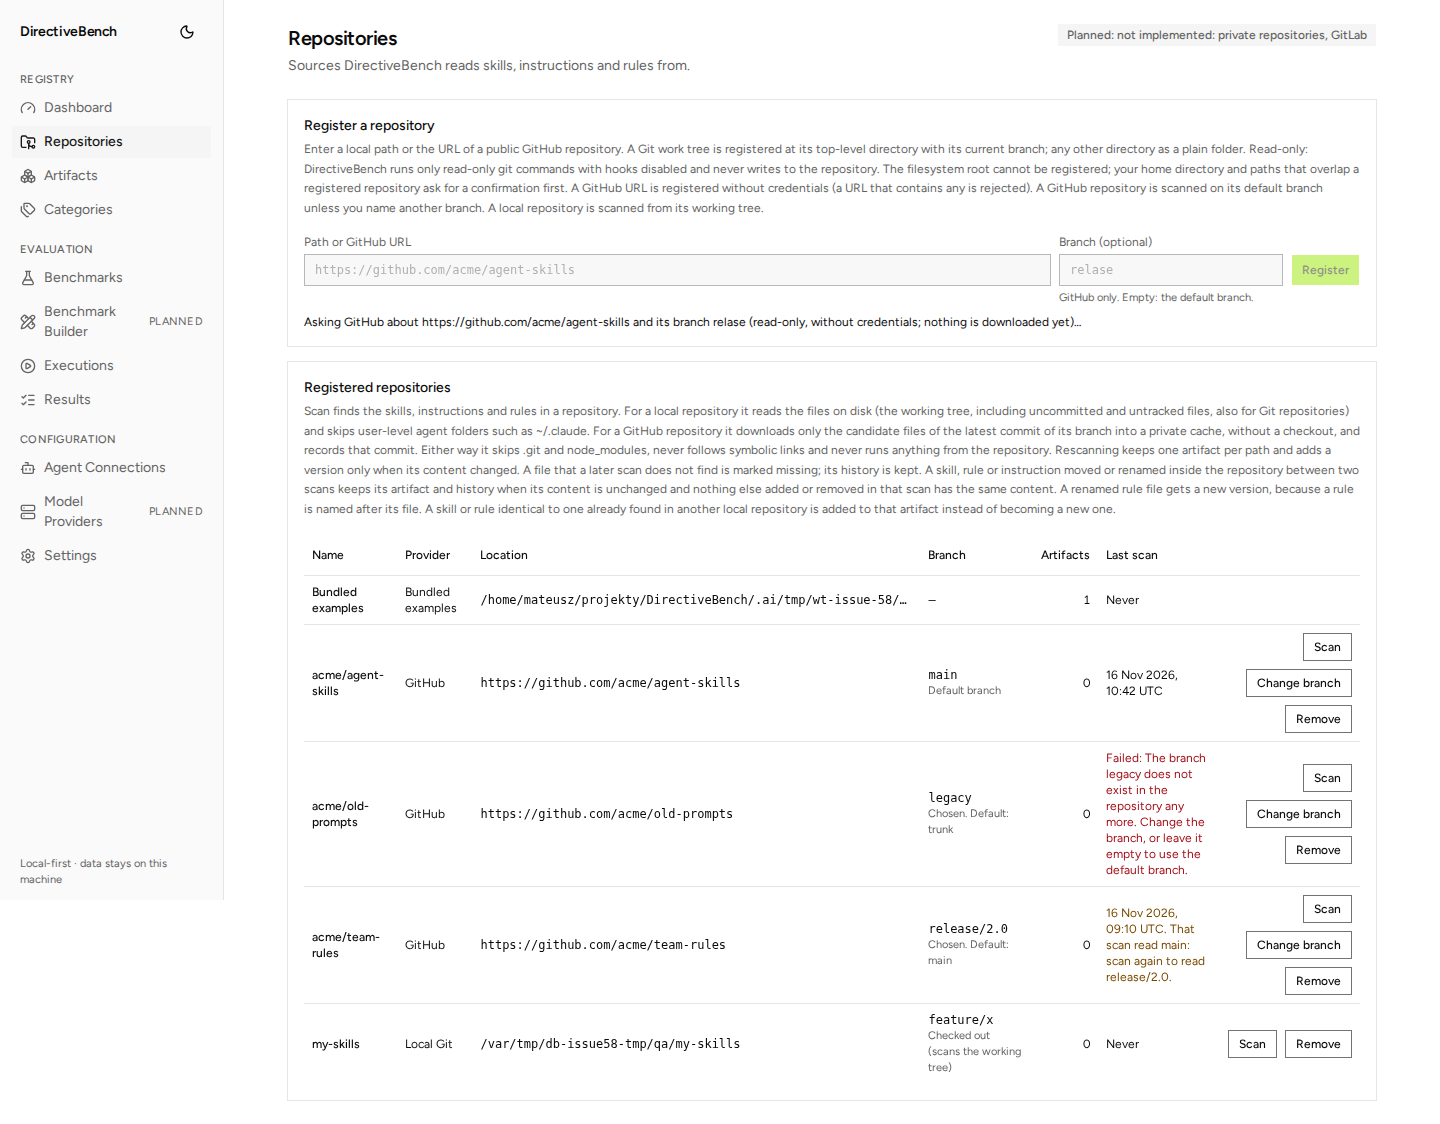 DirectiveBench
REGISTRY
Dashboard
Repositories
Artifacts
Categories
EVALUATION
Benchmarks
Benchmark
Builder
PLANNED
Executions
Results
CONFIGURATION
Agent Connections
Model
Providers
PLANNED
Settings
Local-first · data stays on this
machine
Repositories
Planned: not implemented: private repositories, GitLab
Sources DirectiveBench reads skills, instructions and rules from.
Register a repository
Enter a local path or the URL of a public GitHub repository. A Git work tree is registered at its top-level directory with its current branch; any other directory as a plain folder. Read-only:
DirectiveBench runs only read-only git commands with hooks disabled and never writes to the repository. The filesystem root cannot be registered; your home directory and paths that overlap a
registered repository ask for a confirmation first. A GitHub URL is registered without credentials (a URL that contains any is rejected). A GitHub repository is scanned on its default branch
unless you name another branch. A local repository is scanned from its working tree.
Path or GitHub URL
Branch (optional)
https://github.com/acme/agent-skills
relase
Register
GitHub only. Empty: the default branch.
Asking GitHub about https://github.com/acme/agent-skills and its branch relase (read-only, without credentials; nothing is downloaded yet)…
Registered repositories
Scan finds the skills, instructions and rules in a repository. For a local repository it reads the files on disk (the working tree, including uncommitted and untracked files, also for Git repositories)
and skips user-level agent folders such as ~/.claude. For a GitHub repository it downloads only the candidate files of the latest commit of its branch into a private cache, without a checkout, and
records that commit. Either way it skips .git and node_modules, never follows symbolic links and never runs anything from the repository. Rescanning keeps one artifact per path and adds a
version only when its content changed. A file that a later scan does not find is marked missing; its history is kept. A skill, rule or instruction moved or renamed inside the repository between two
scans keeps its artifact and history when its content is unchanged and nothing else added or removed in that scan has the same content. A renamed rule file gets a new version, because a rule
is named after its file. A skill or rule identical to one already found in another local repository is added to that artifact instead of becoming a new one.
Name Provider Location Branch Artifacts Last scan
Bundled
examples
Bundled
examples
/home/mateusz/projekty/DirectiveBench/.ai/tmp/wt-issue-58/…
—
1
Never
acme/agent-
skills
GitHub
https://github.com/acme/agent-skills
main
Default branch
0
16 Nov 2026,
10:42 UTC
Scan
Change branch
Remove
acme/old-
prompts
GitHub
https://github.com/acme/old-prompts
legacy
Chosen. Default:
trunk
0
Failed: The branch
legacy does not
exist in the
repository any
more. Change the
branch, or leave it
empty to use the
default branch.
Scan
Change branch
Remove
acme/team-
rules
GitHub
https://github.com/acme/team-rules
release/2.0
Chosen. Default:
main
0
16 Nov 2026,
09:10 UTC. That
scan read main:
scan again to read
release/2.0.
Scan
Change branch
Remove
my-skills
Local Git
/var/tmp/db-issue58-tmp/qa/my-skills
feature/x
Checked out
(scans the working
tree)
0
Never
Scan
Remove